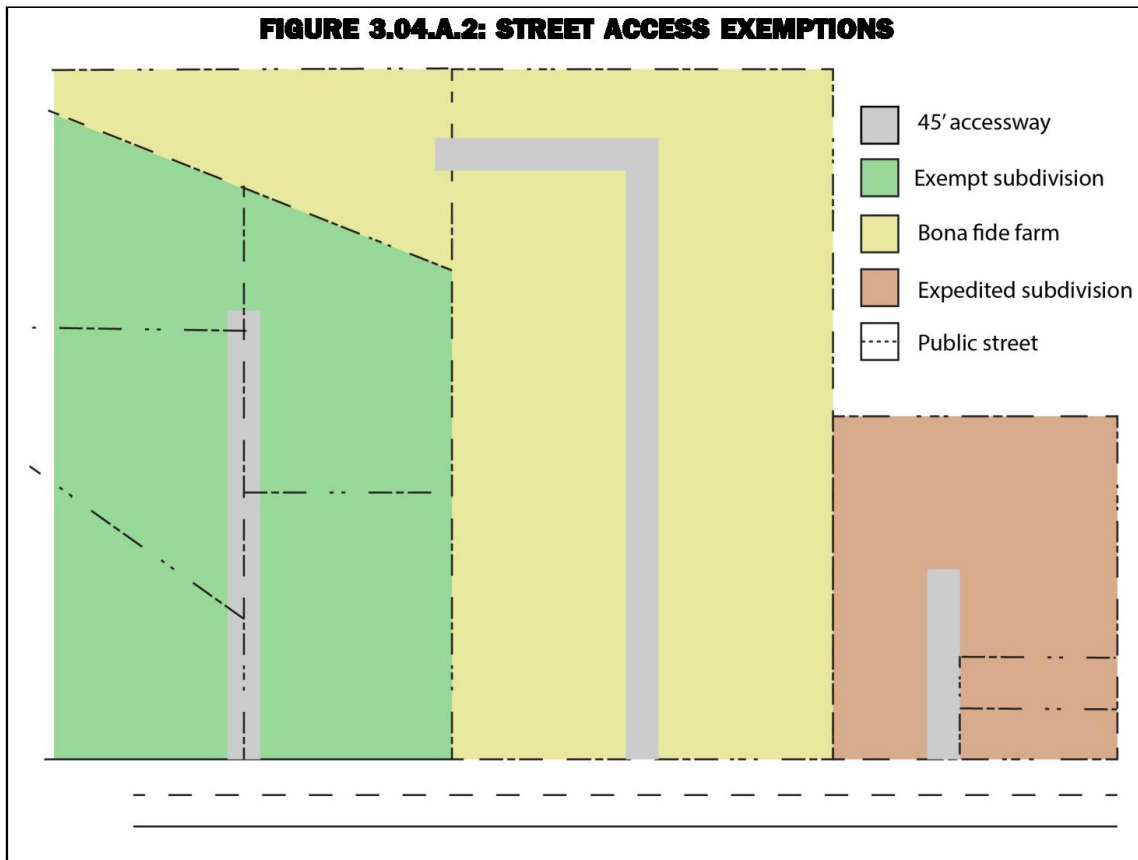 FIGURE 3.04.A.2: STREET ACCESS EXEMPTIONS
45' accessway
Exempt subdivision
Bona fide farm
Expedited subdivision
Public street